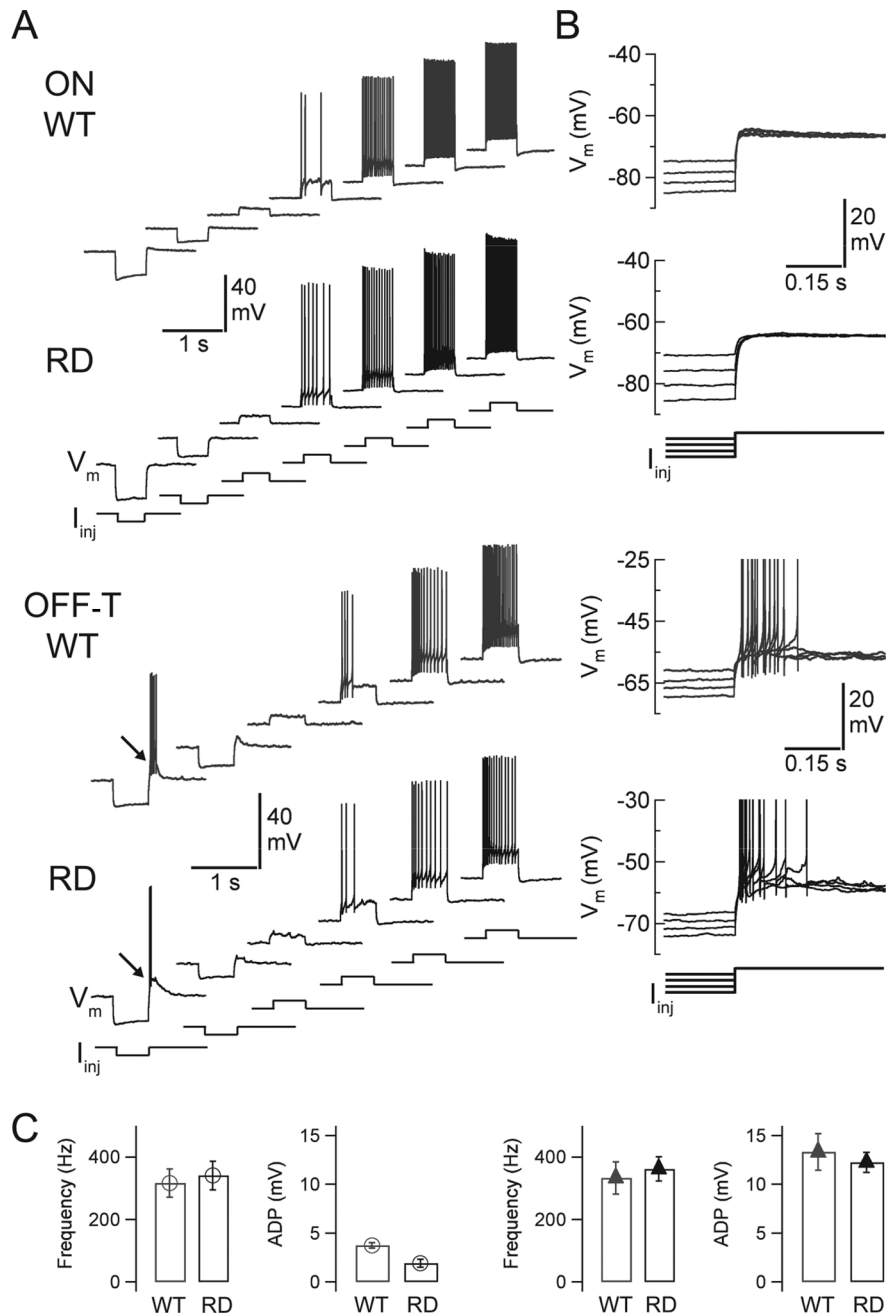 A
B
ON
WT
40
mV
1 s
RD
V_m
I_inj
-40
-60
-80
V_m (mV)
20
mV
0.15 s
-40
-60
-80
V_m (mV)
I_inj
OFF-T
WT
40
mV
1 s
RD
V_m
I_inj
-25
-45
-65
V_m (mV)
20
mV
0.15 s
-30
-50
-70
V_m (mV)
I_inj
C
Frequency (Hz)
400
200
0
WT RD
ADP (mV)
15
10
5
0
WT RD
Frequency (Hz)
400
200
0
WT RD
ADP (mV)
15
10
5
0
WT RD